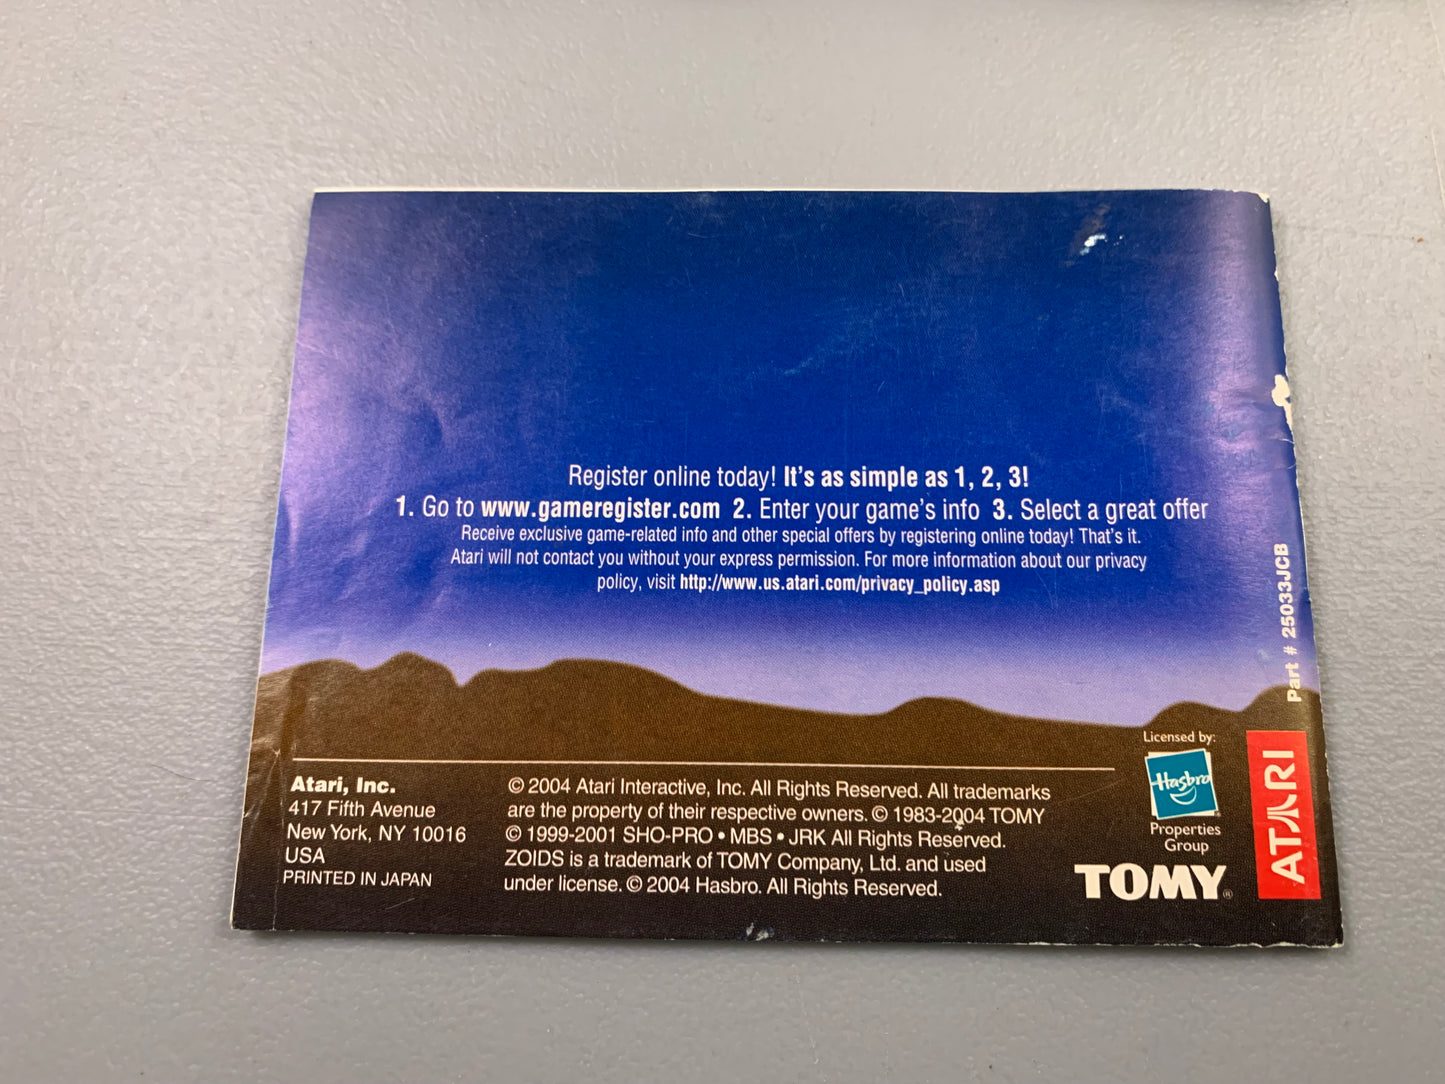 Register online today! It's as simple as 1, 2, 3!
1. Go to www.gameregister.com 2. Enter your game's info 3. Select a great offer
Receive exclusive game-related info and other special offers by registering online today! That's it.
Atari will not contact you without your express permission. For more information about our privacy
policy, visit http://www.us.atari.com/privacy_policy.asp
Part # 25033JCB
Atari, Inc.
417 Fifth Avenue
New York, NY 10016
USA
PRINTED IN JAPAN
© 2004 Atari Interactive, Inc. All Rights Reserved. All trademarks
are the property of their respective owners. © 1983-2004 TOMY
© 1999-2001 SHO-PRO • MBS • JRK All Rights Reserved.
ZOIDS is a trademark of TOMY Company, Ltd. and used
under license. © 2004 Hasbro. All Rights Reserved.
Licensed by:
Hasbro
Properties
Group
TOMY®
ATARI